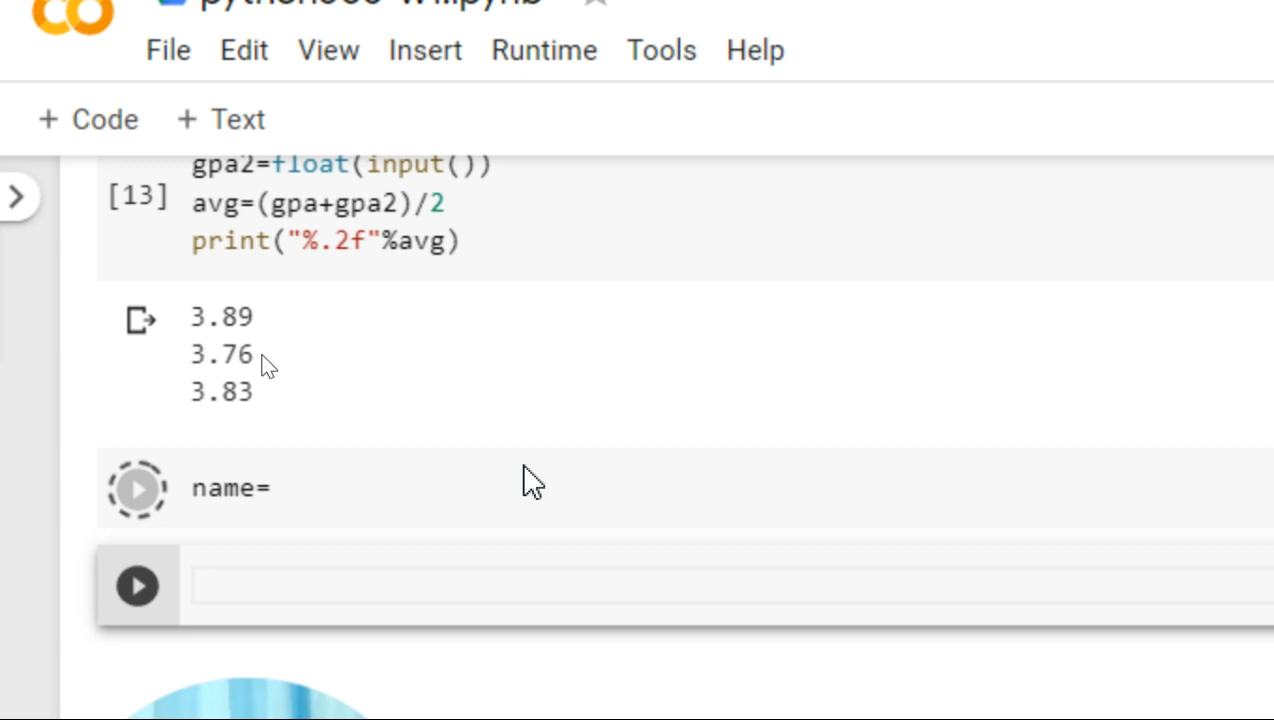 File Edit View Insert Runtime Tools Help
+ Code + Text
gpa2=float(input())
[13] avg=(gpa+gpa2)/2
print("%.2f"%avg)
3.89
3.76
3.83
name=